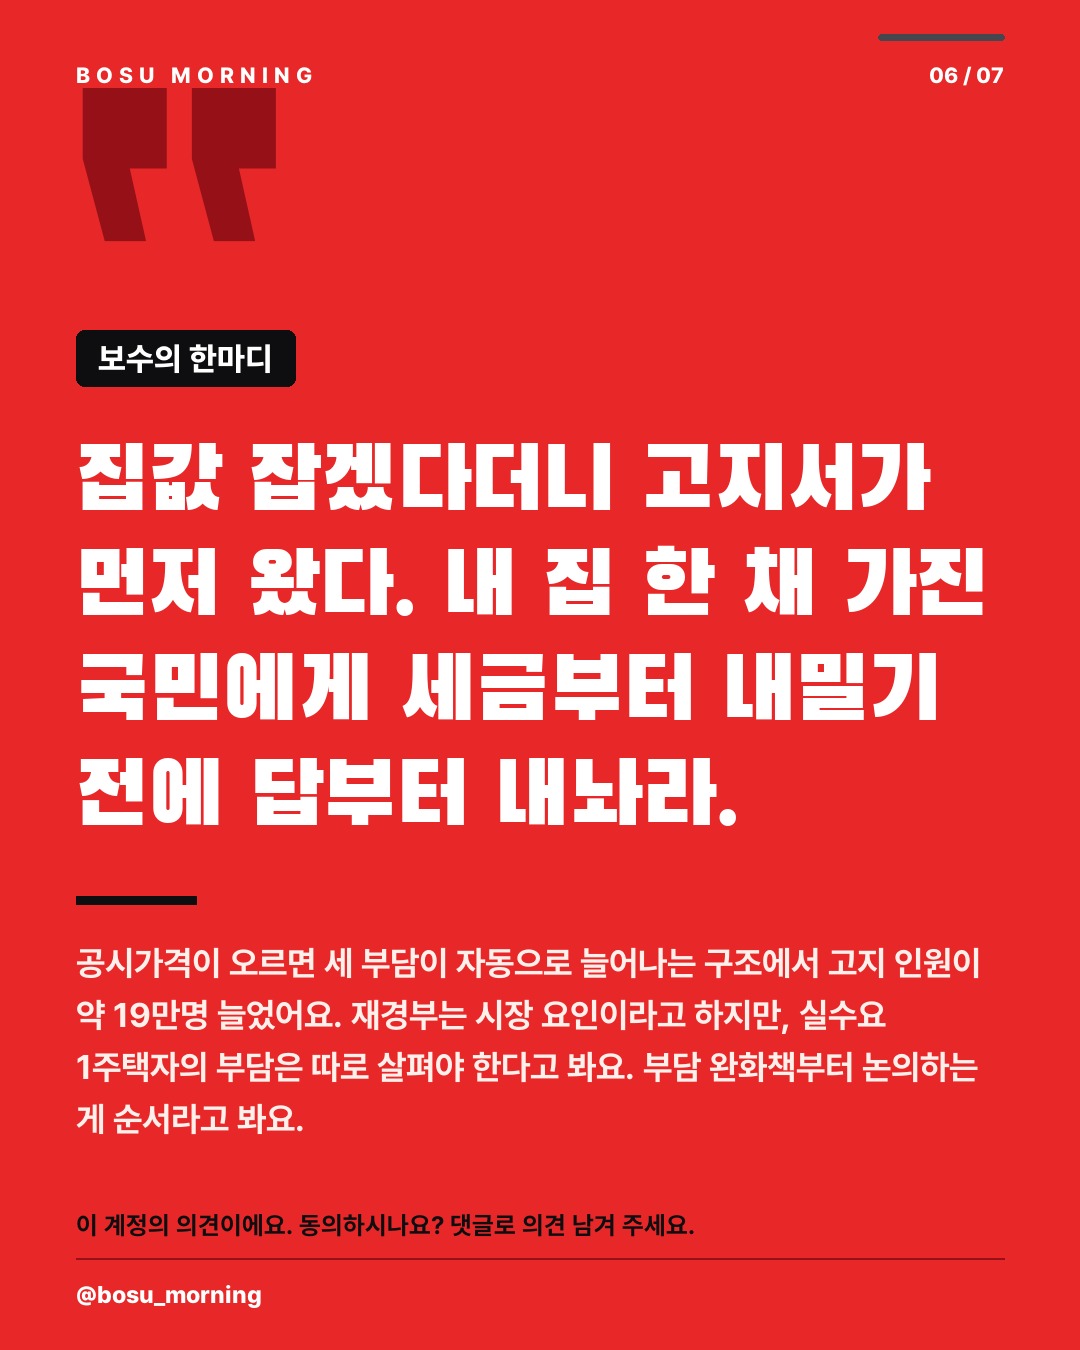 BOSU MORNING
06 / 07
보수의 한마디
집값 잡겠다더니 고지서가
먼저 왔다. 내 집 한 채 가진
국민에게 세금부터 내밀기
전에 답부터 내놔라.
공시가격이 오르면 세 부담이 자동으로 늘어나는 구조에서 고지 인원이
약 19만명 늘었어요. 재경부는 시장 요인이라고 하지만, 실수요
1주택자의 부담은 따로 살펴야 한다고 봐요. 부담 완화책부터 논의하는
게 순서라고 봐요.
이 계정의 의견이에요. 동의하시나요? 댓글로 의견 남겨 주세요.
@bosu_morning